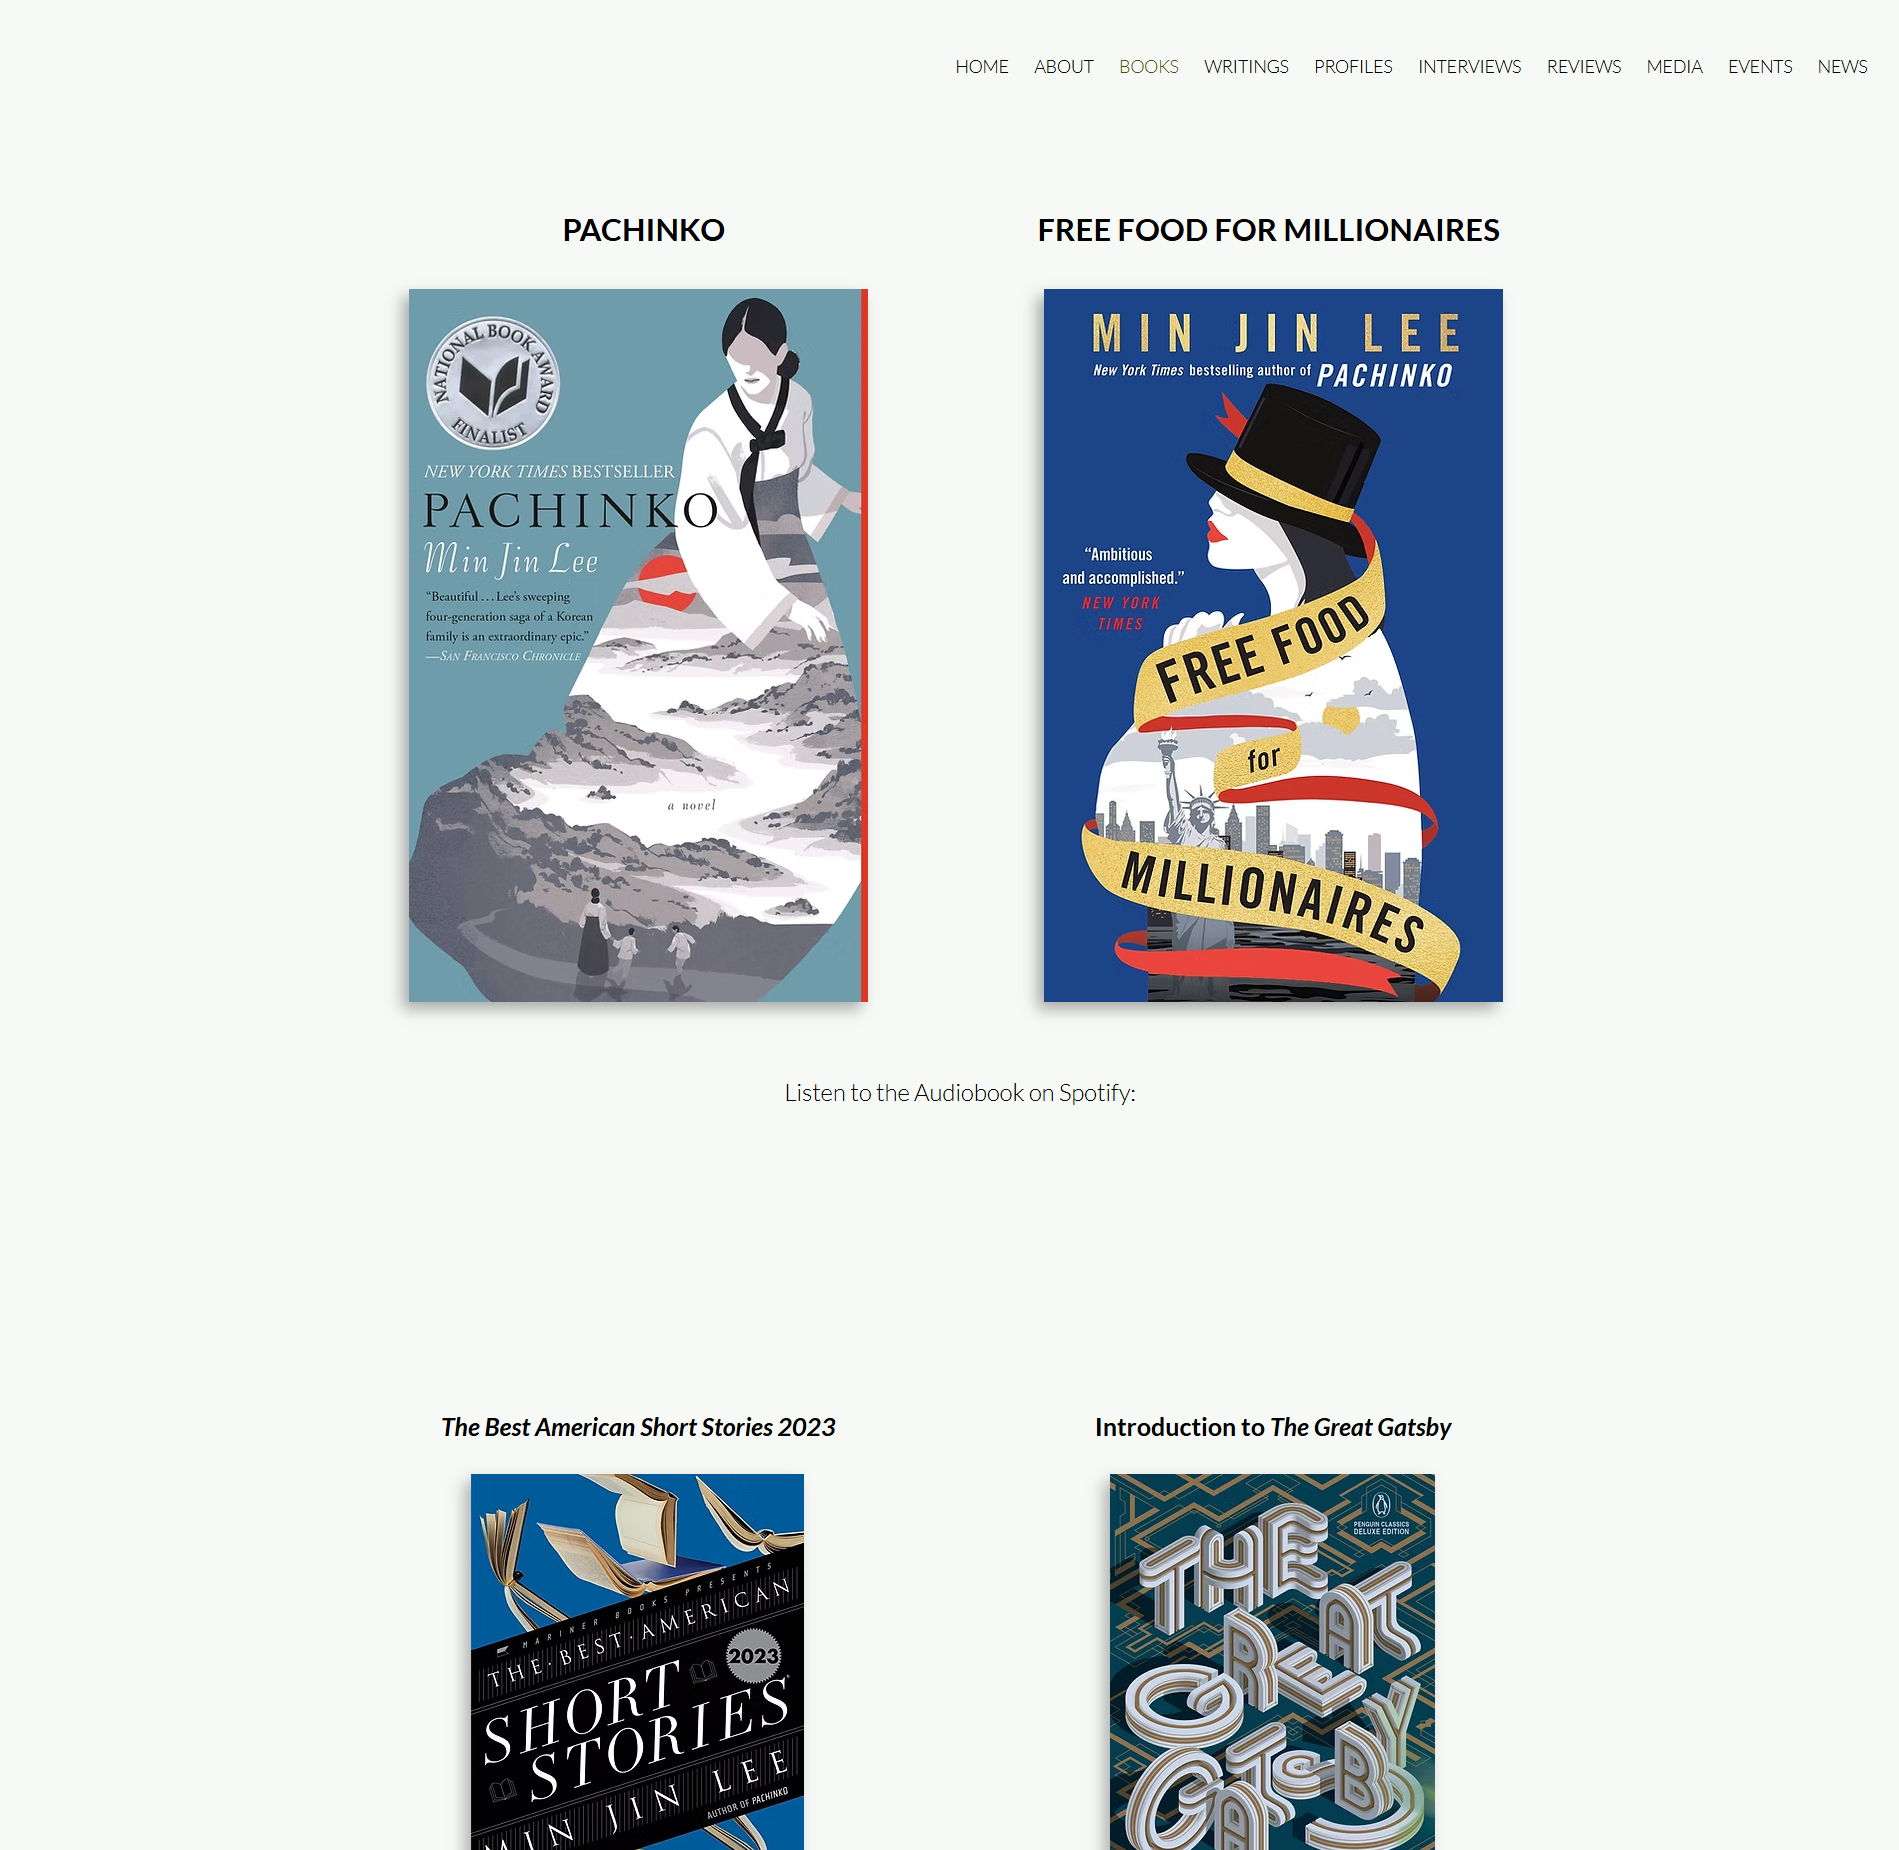 HOME ABOUT BOOKS WRITINGS PROFILES INTERVIEWS REVIEWS MEDIA EVENTS NEWS
PACHINKO
NATIONAL BOOK AWARD
FINALIST
NEW YORK TIMES BESTSELLER
PACHINKO
Min Jin Lee
“Beautiful . . . Lee’s sweeping
four-generation saga of a Korean
family is an extraordinary epic.”
—San Francisco Chronicle
a novel
FREE FOOD FOR MILLIONAIRES
MIN JIN LEE
New York Times bestselling author of PACHINKO
“Ambitious
and accomplished.”
NEW YORK
TIMES
FREE FOOD
for
MILLIONAIRES
Listen to the Audiobook on Spotify:
The Best American Short Stories 2023
MARINER BOOKS PRESENTS
THE·BEST·AMERICAN
2023
SHORT
STORIES®
MIN JIN LEE
AUTHOR OF PACHINKO
Introduction to The Great Gatsby
PENGUIN CLASSICS
DELUXE EDITION
THE
GREAT
GATSBY